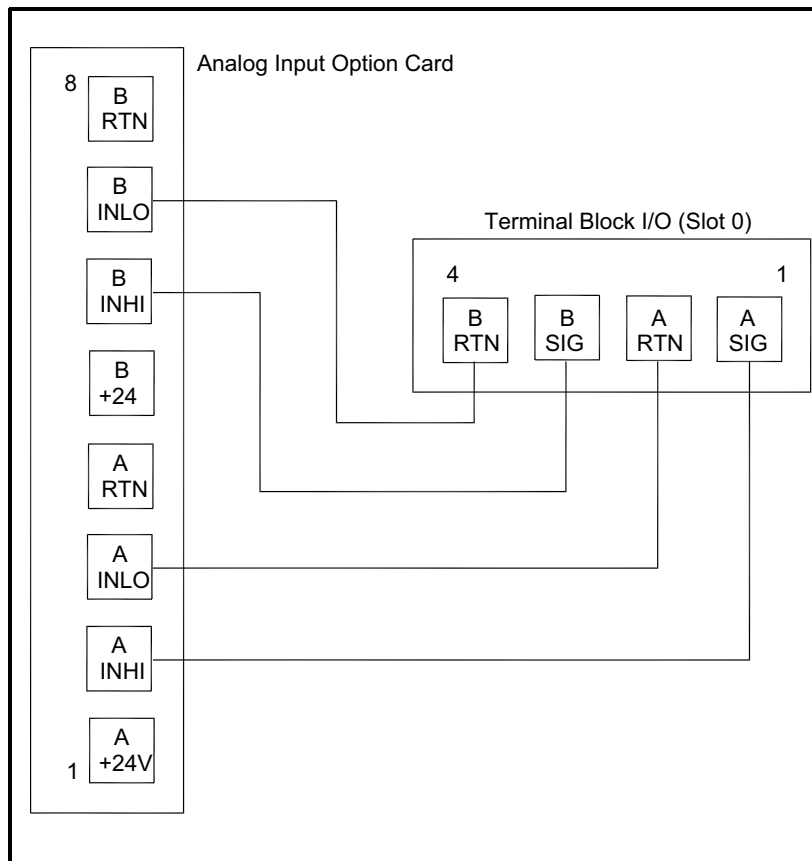 Analog Input Option Card
8
B
RTN
B
INLO
B
INHI
B
+24
A
RTN
A
INLO
A
INHI
A
+24V
1
Terminal Block I/O (Slot 0)
4
1
B
RTN
B
SIG
A
RTN
A
SIG